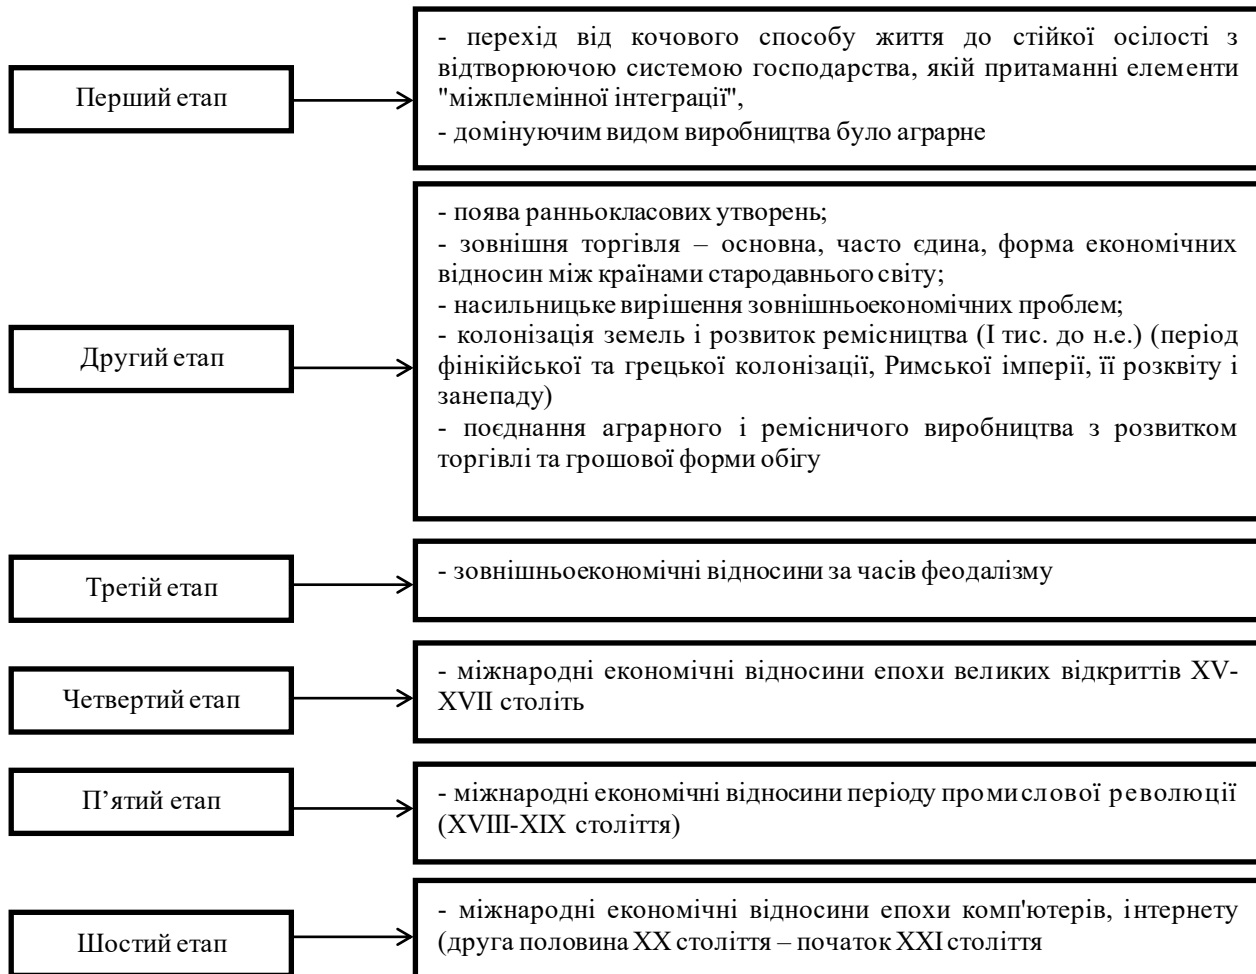 Перший етап
- перехід від кочового способу життя до стійкої осілості з
відтворюючою системою господарства, якій притаманні елементи
"міжплемінної інтеграції",
- домінуючим видом виробництва було аграрне
Другий етап
- поява ранньокласових утворень;
- зовнішня торгівля – основна, часто єдина, форма економічних
відносин між країнами стародавнього світу;
- насильницьке вирішення зовнішньоекономічних проблем;
- колонізація земель і розвиток ремісництва (І тис. до н.е.) (період
фінікійської та грецької колонізації, Римської імперії, її розквіту і
занепаду)
- поєднання аграрного і ремісничого виробництва з розвитком
торгівлі та грошової форми обігу
Третій етап
- зовнішньоекономічні відносини за часів феодалізму
Четвертий етап
- міжнародні економічні відносини епохи великих відкриттів XV-
XVII століть
П’ятий етап
- міжнародні економічні відносини періоду промислової революції
(XVIII-XIX століття)
Шостий етап
- міжнародні економічні відносини епохи комп'ютерів, інтернету
(друга половина XX століття – початок XXI століття